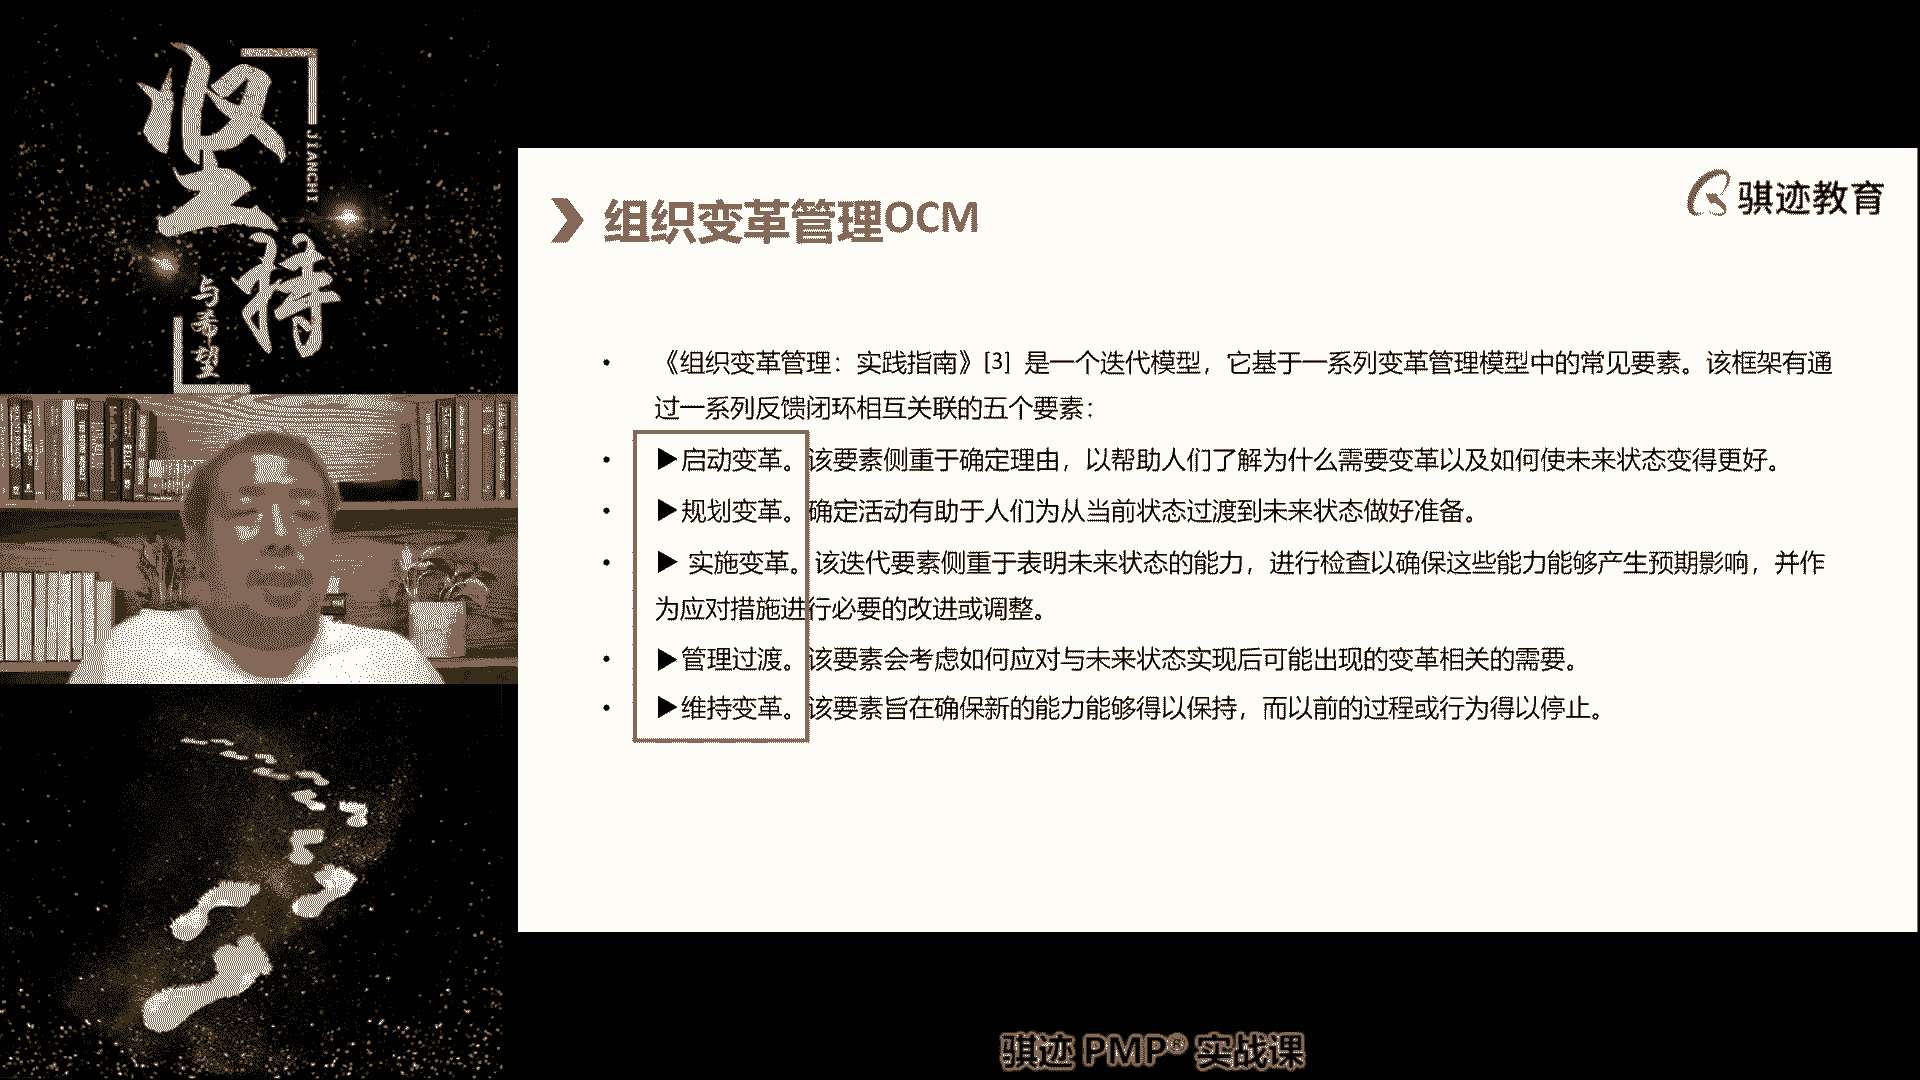 坚持
JIANCHI
与希望
骐迹教育
组织变革管理OCM
• 《组织变革管理：实践指南》[3] 是一个迭代模型，它基于一系列变革管理模型中的常见要素。该框架有通
过一系列反馈闭环相互关联的五个要素：
• ▶启动变革。该要素侧重于确定理由，以帮助人们了解为什么需要变革以及如何使未来状态变得更好。
• ▶规划变革。确定活动有助于人们为从当前状态过渡到未来状态做好准备。
• ▶ 实施变革。该迭代要素侧重于表明未来状态的能力，进行检查以确保这些能力能够产生预期影响，并作
为应对措施进行必要的改进或调整。
• ▶管理过渡。该要素会考虑如何应对与未来状态实现后可能出现的变革相关的需要。
• ▶维持变革。该要素旨在确保新的能力能够得以保持，而以前的过程或行为得以停止。
骐迹 PMP® 实战课